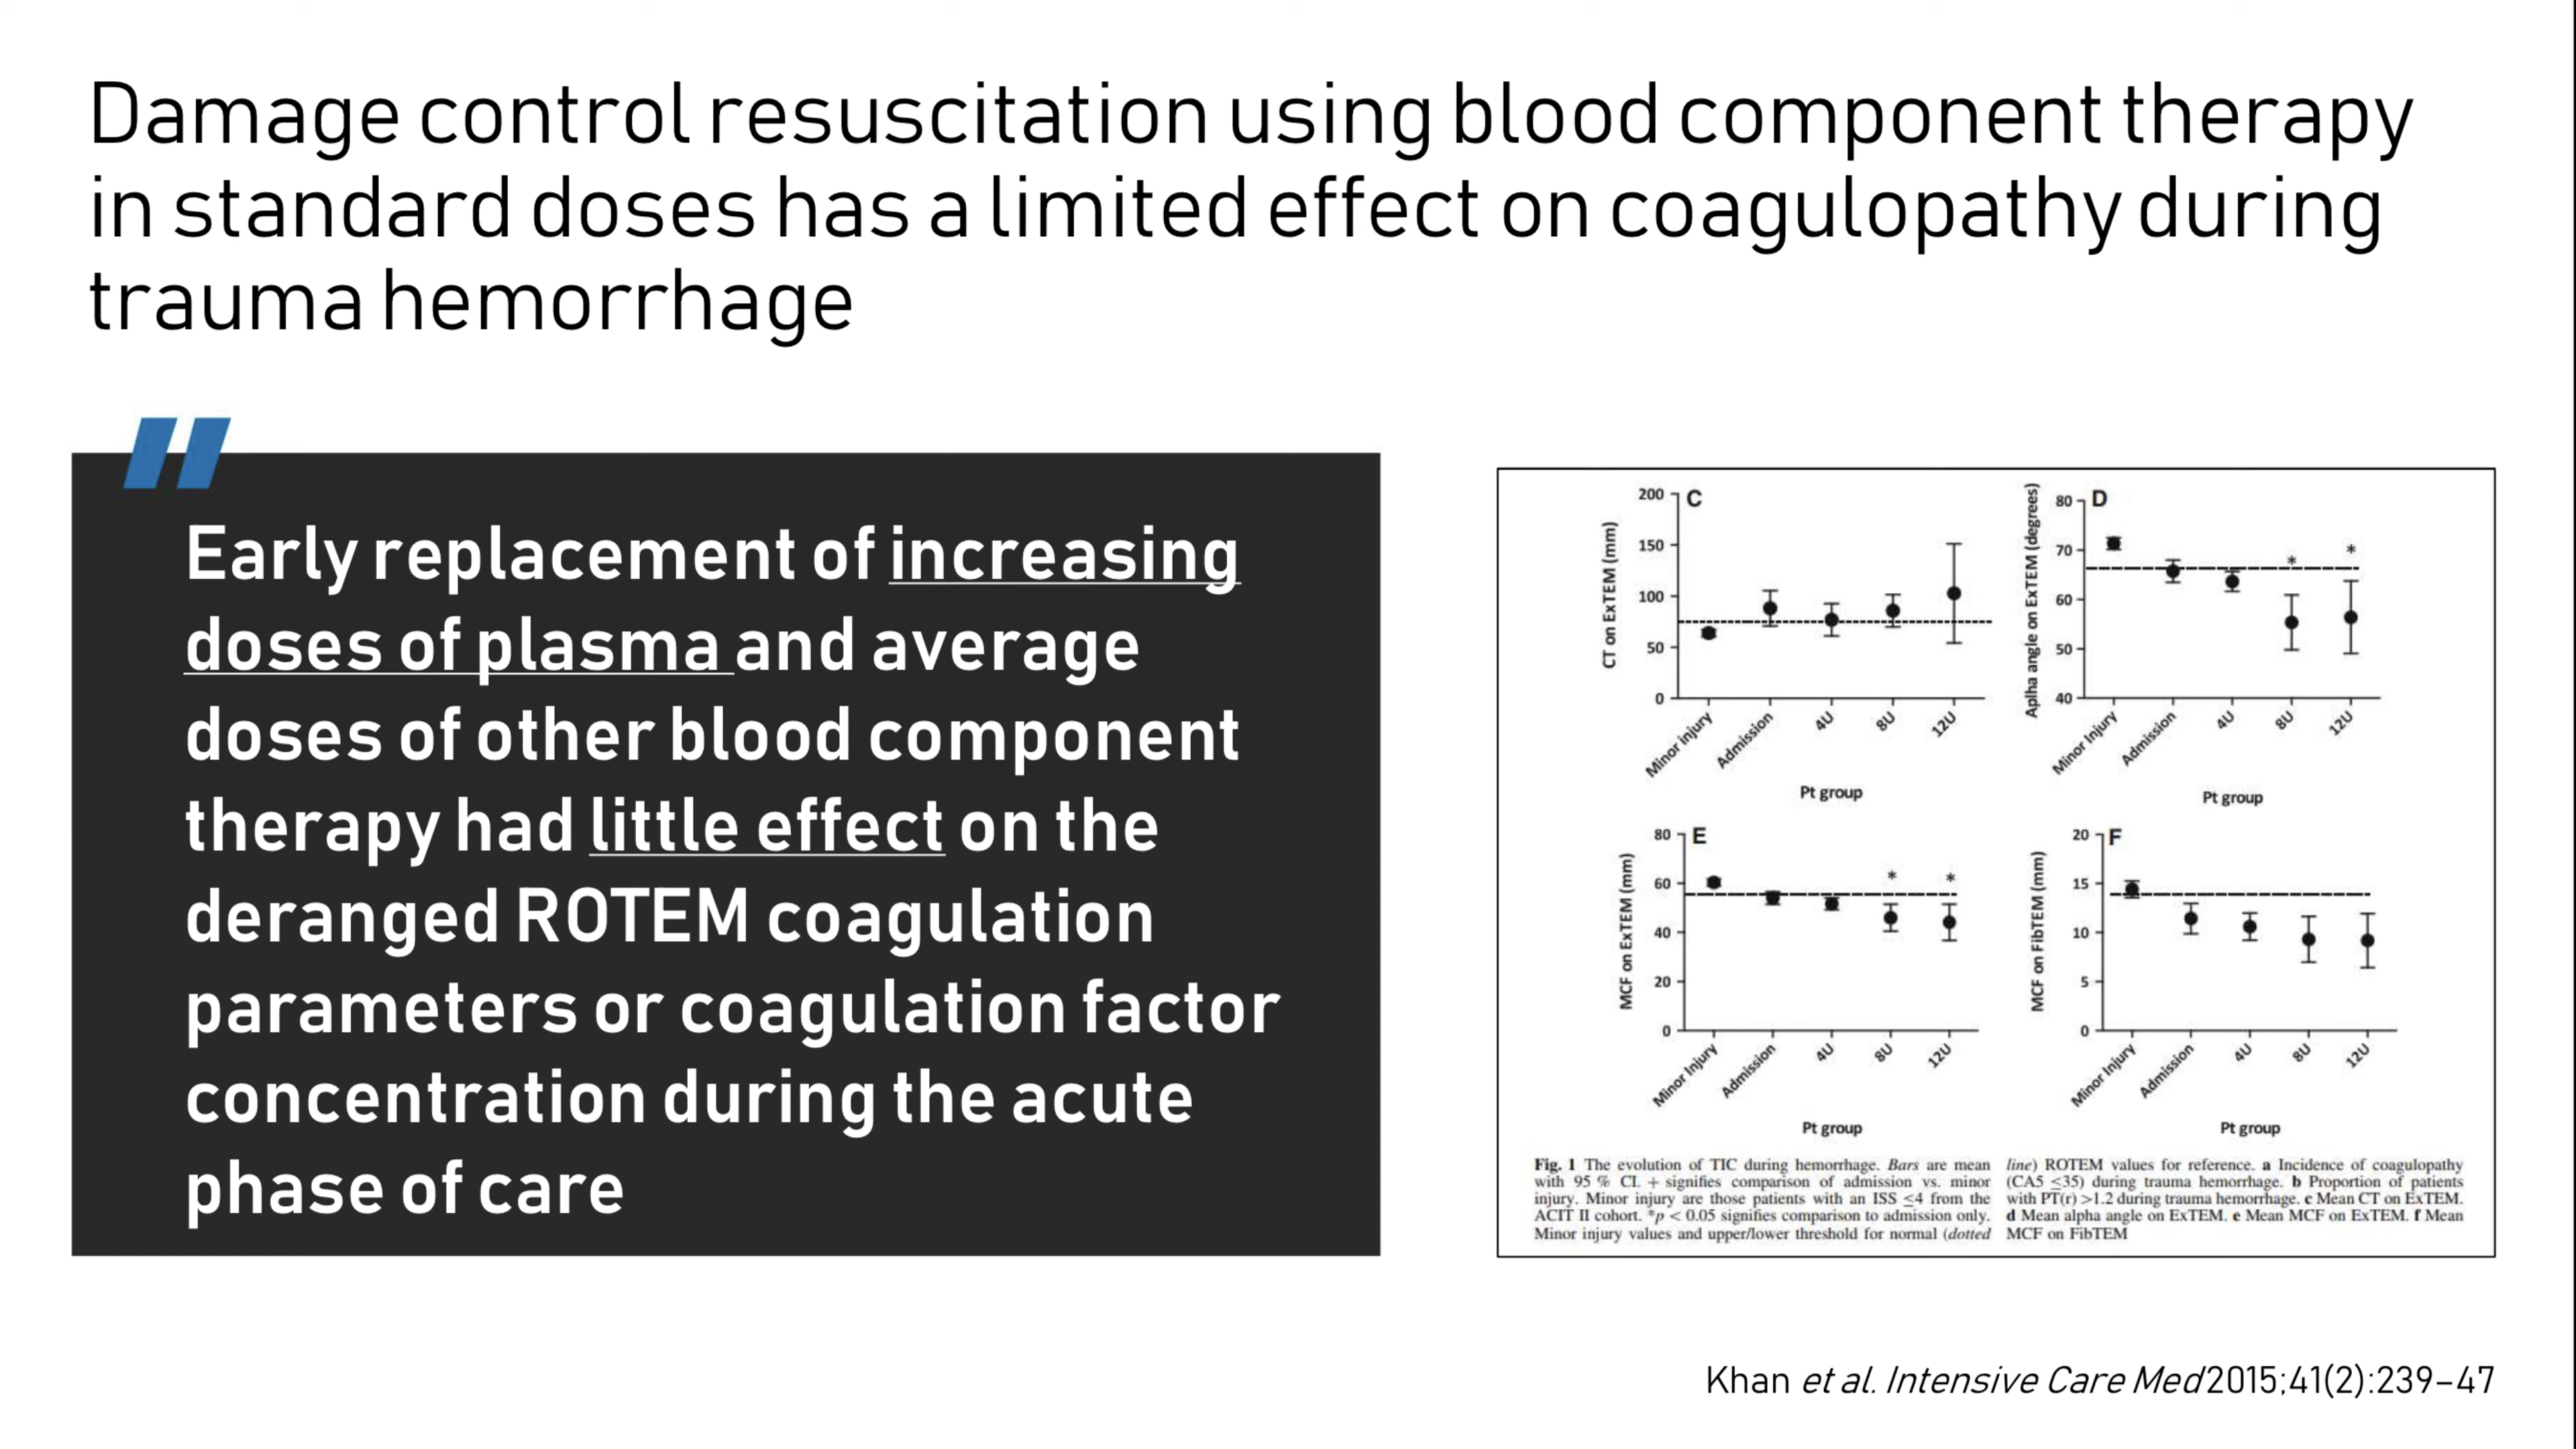 Damage control resuscitation using blood component therapy
in standard doses has a limited effect on coagulopathy during
trauma hemorrhage
Early replacement of increasing
doses of plasma and average
doses of other blood component
therapy had little effect on the
deranged ROTEM coagulation
parameters or coagulation factor
concentration during the acute
phase of care
C
CT on ExTEM (mm)
200
150
100
50
0
Minor injury
Admission
4U
8U
12U
Pt group
D
Aplha angle on ExTEM (degrees)
80
70
60
50
40
*
*
Minor Injury
Admission
4U
8U
12U
Pt group
E
MCF on ExTEM (mm)
80
60
40
20
0
*
*
Minor Injury
Admission
4U
8U
12U
Pt group
F
MCF on FibTEM (mm)
20
15
10
5
0
Minor Injury
Admission
4U
8U
12U
Pt group
Fig. 1 The evolution of TIC during hemorrhage. Bars are mean
with 95 % CI. + signifies comparison of admission vs. minor
injury. Minor injury are those patients with an ISS ≤4 from the
ACIT II cohort. *p < 0.05 signifies comparison to admission only.
Minor injury values and upper/lower threshold for normal (dotted
line) ROTEM values for reference. a Incidence of coagulopathy
(CA5 ≤35) during trauma hemorrhage. b Proportion of patients
with PT(r) >1.2 during trauma hemorrhage. c Mean CT on ExTEM.
d Mean alpha angle on ExTEM. e Mean MCF on ExTEM. f Mean
MCF on FibTEM
Khan et al. Intensive Care Med 2015;41(2):239–47